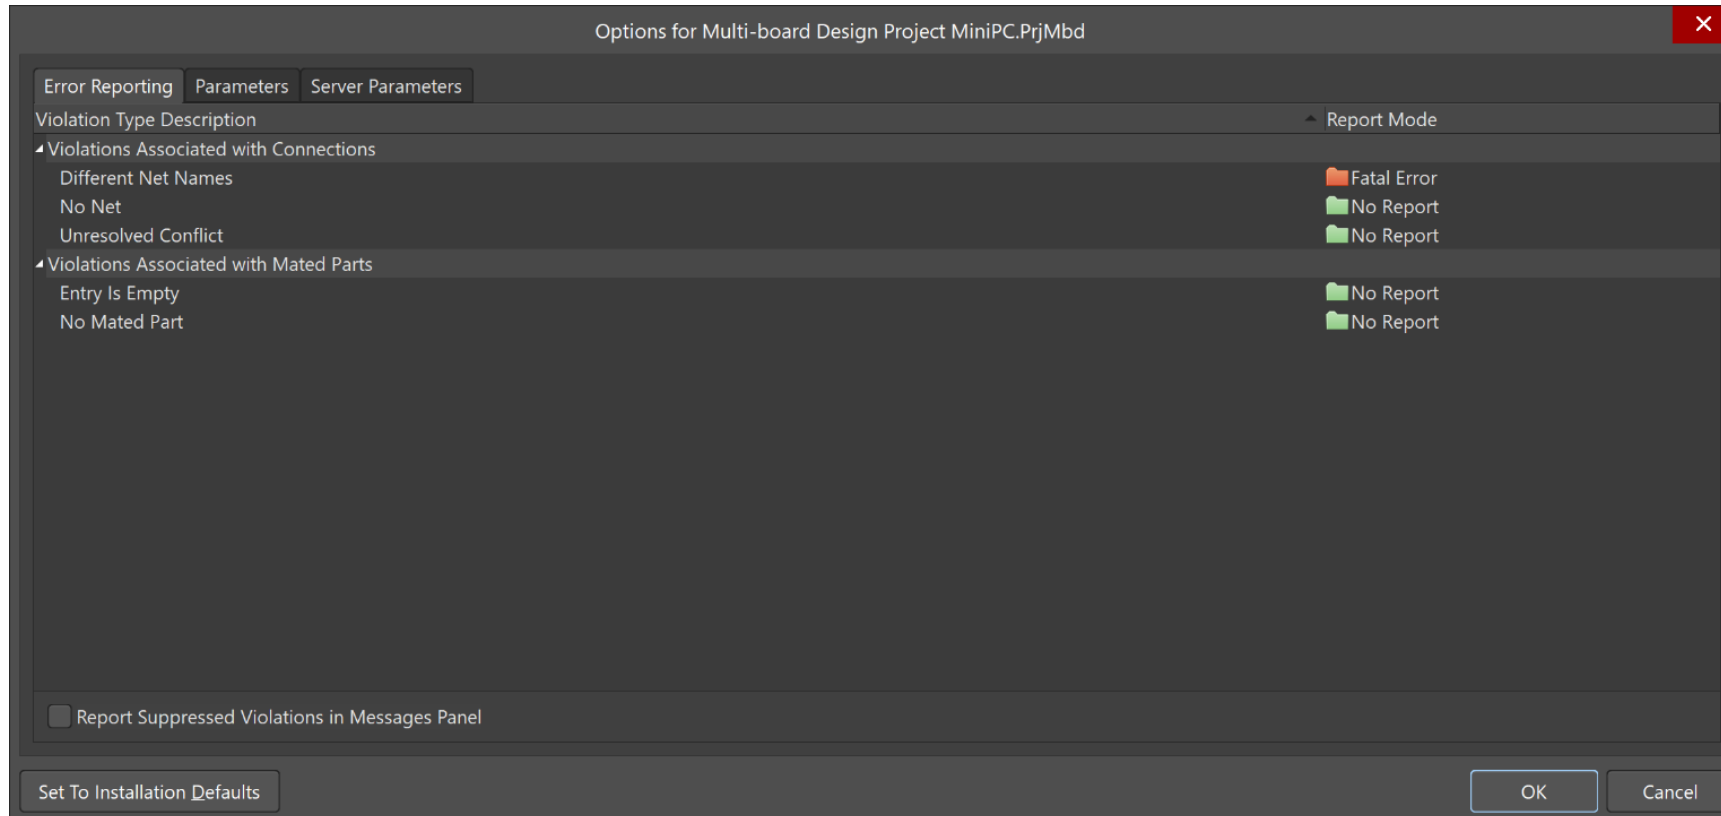 Options for Multi-board Design Project MiniPC.PrjMbd
Error Reporting Parameters Server Parameters
Violation Type Description Report Mode
Violations Associated with Connections
Different Net Names Fatal Error
No Net No Report
Unresolved Conflict No Report
Violations Associated with Mated Parts
Entry Is Empty No Report
No Mated Part No Report
Report Suppressed Violations in Messages Panel
Set To Installation Defaults OK Cancel